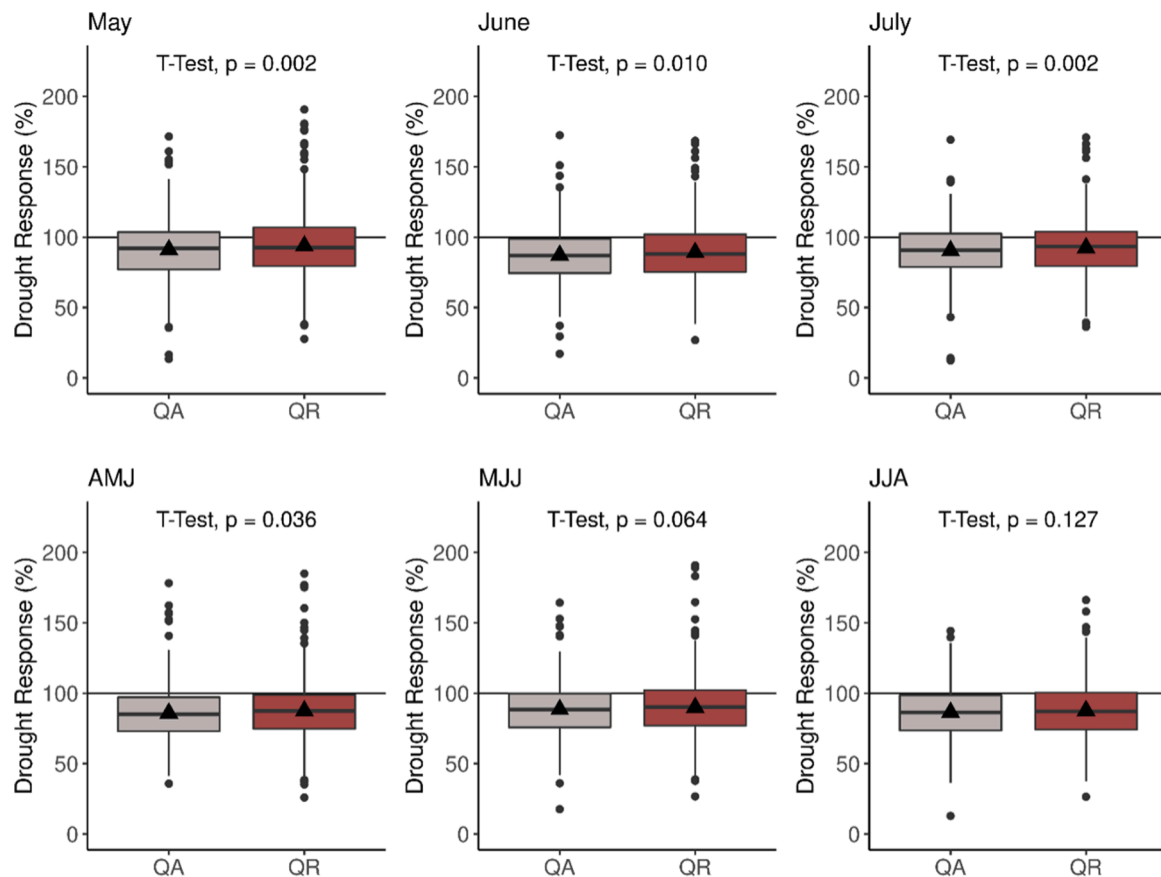 May
T-Test, p = 0.002
Drought Response (%)
200
150
100
50
0
QA QR
June
T-Test, p = 0.010
Drought Response (%)
200
150
100
50
0
QA QR
July
T-Test, p = 0.002
Drought Response (%)
200
150
100
50
0
QA QR
AMJ
T-Test, p = 0.036
Drought Response (%)
200
150
100
50
0
QA QR
MJJ
T-Test, p = 0.064
Drought Response (%)
200
150
100
50
0
QA QR
JJA
T-Test, p = 0.127
Drought Response (%)
200
150
100
50
0
QA QR